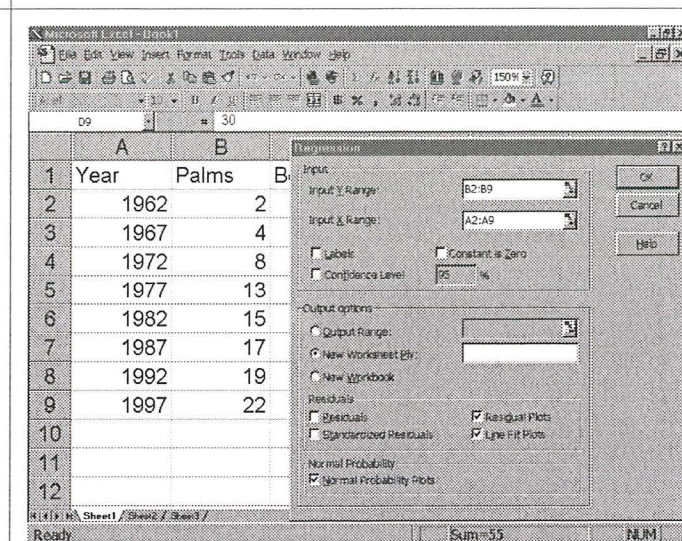 Microsoft Excel - Book1
File Edit View Insert Format Tools Data Window Help
150%
10 B I U $ % ,
D9 = 30
A B
1 Year Palms B
2 1962 2
3 1967 4
4 1972 8
5 1977 13
6 1982 15
7 1987 17
8 1992 19
9 1997 22
10
11
12
Sheet1 Sheet2 Sheet3
Ready Sum=55 NUM
Regression
Input
Input Y Range: B2:B9
Input X Range: A2:A9
Labels Constant is Zero
Confidence Level 95 %
OK
Cancel
Help
Output options
Output Range:
New Worksheet Ply:
New Workbook
Residuals
Residuals Residual Plots
Standardized Residuals Line Fit Plots
Normal Probability
Normal Probability Plots